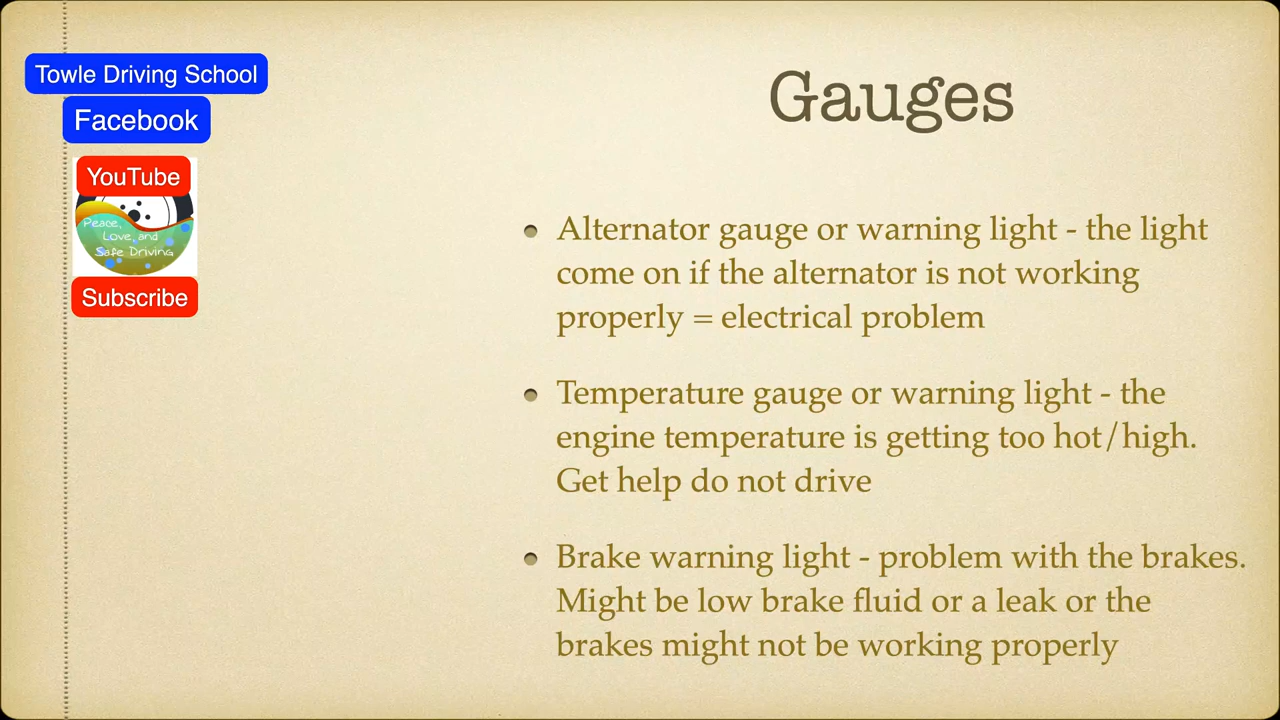 Towle Driving School
Facebook
YouTube
Peace,
Love, and
Safe Driving
Subscribe
Gauges
Alternator gauge or warning light - the light
come on if the alternator is not working
properly = electrical problem
Temperature gauge or warning light - the
engine temperature is getting too hot/high.
Get help do not drive
Brake warning light - problem with the brakes.
Might be low brake fluid or a leak or the
brakes might not be working properly